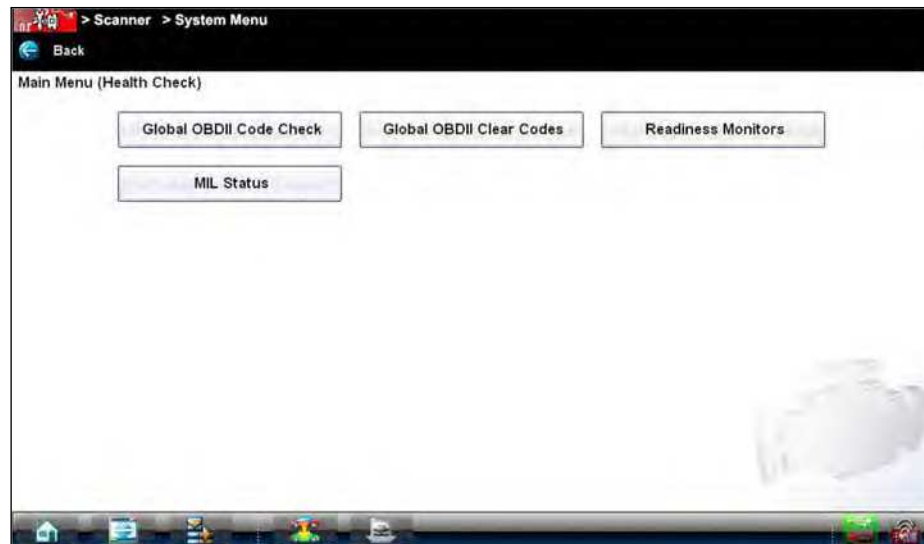 > Scanner > System Menu
Back
Main Menu (Health Check)
Global OBDII Code Check Global OBDII Clear Codes Readiness Monitors
MIL Status